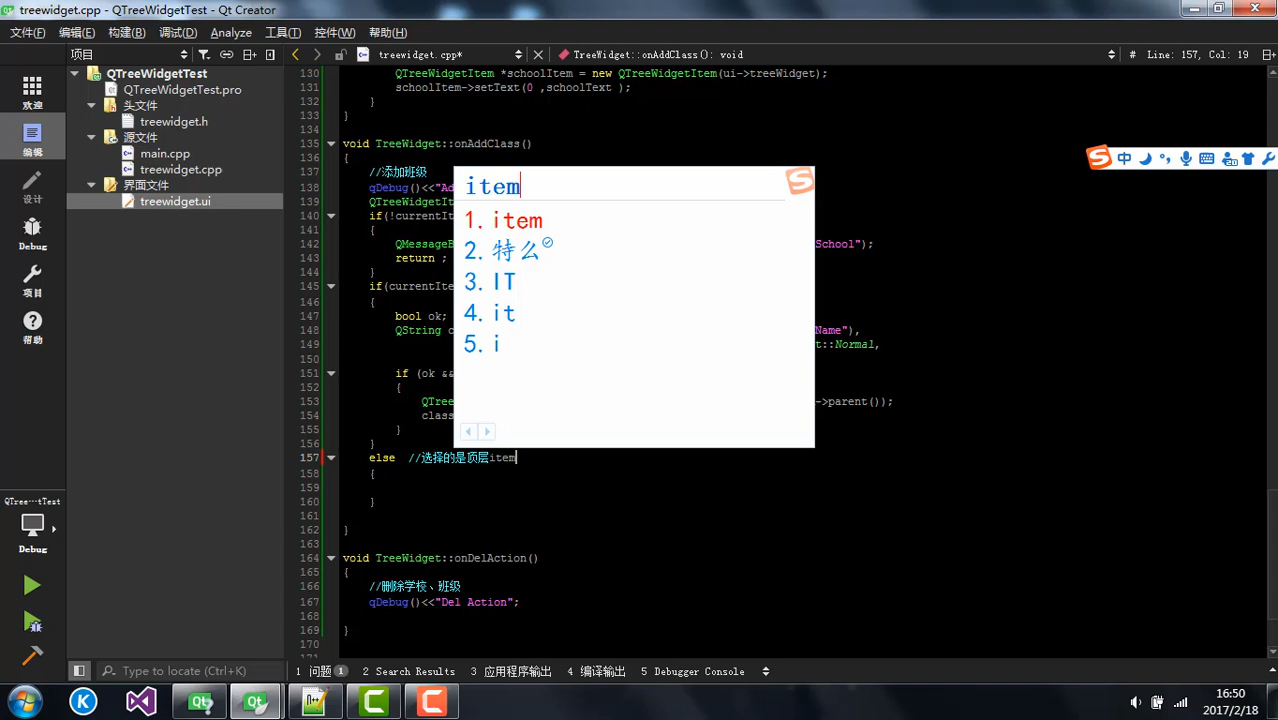 treewidget.cpp - QTreeWidgetTest - Qt Creator
文件(F) 编辑(E) 构建(B) 调试(D) Analyze 工具(T) 控件(W) 帮助(H)
项目
treewidget.cpp*
TreeWidget::onAddClass(): void
# Line: 157, Col: 19
欢迎
编辑
设计
Debug
项目
帮助
QTreeWidgetTest
QTreeWidgetTest.pro
头文件
treewidget.h
源文件
main.cpp
treewidget.cpp
界面文件
treewidget.ui
130 QTreeWidgetItem *schoolItem = new QTreeWidgetItem(ui->treeWidget);
131 schoolItem->setText(0 ,schoolText );
132 }
133 }
134
135 void TreeWidget::onAddClass()
136 {
137 //添加班级
138 qDebug()<<"Ad
139 QTreeWidgetIt
140 if(!currentIt
141 {
142 QMessageB School");
143 return ;
144 }
145 if(currentIte
146 {
147 bool ok;
148 QString c Name"),
149 t::Normal,
150
151 if (ok &&
152 {
153 QTree ->parent());
154 class
155 }
156 }
157 else //选择的是顶层item
158 {
159
160 }
161
162 }
163
164 void TreeWidget::onDelAction()
165 {
166 //删除学校、班级
167 qDebug()<<"Del Action";
168
169 }
170
171
item
1.item
2.特么
3.IT
4.it
5.i
中
QTree…tTest
Debug
Type to locate (Ctrl+K)
1 问题 1 2 Search Results 3 应用程序输出 4 编译输出 5 Debugger Console
16:50
2017/2/18